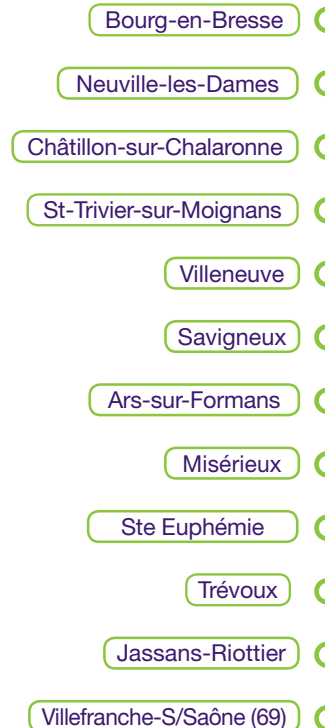 Bourg-en-Bresse
Neuville-les-Dames
Châtillon-sur-Chalaronne
St-Trivier-sur-Moignans
Villeneuve
Savigneux
Ars-sur-Formans
Misérieux
Ste Euphémie
Trévoux
Jassans-Riottier
Villefranche-S/Saône (69)